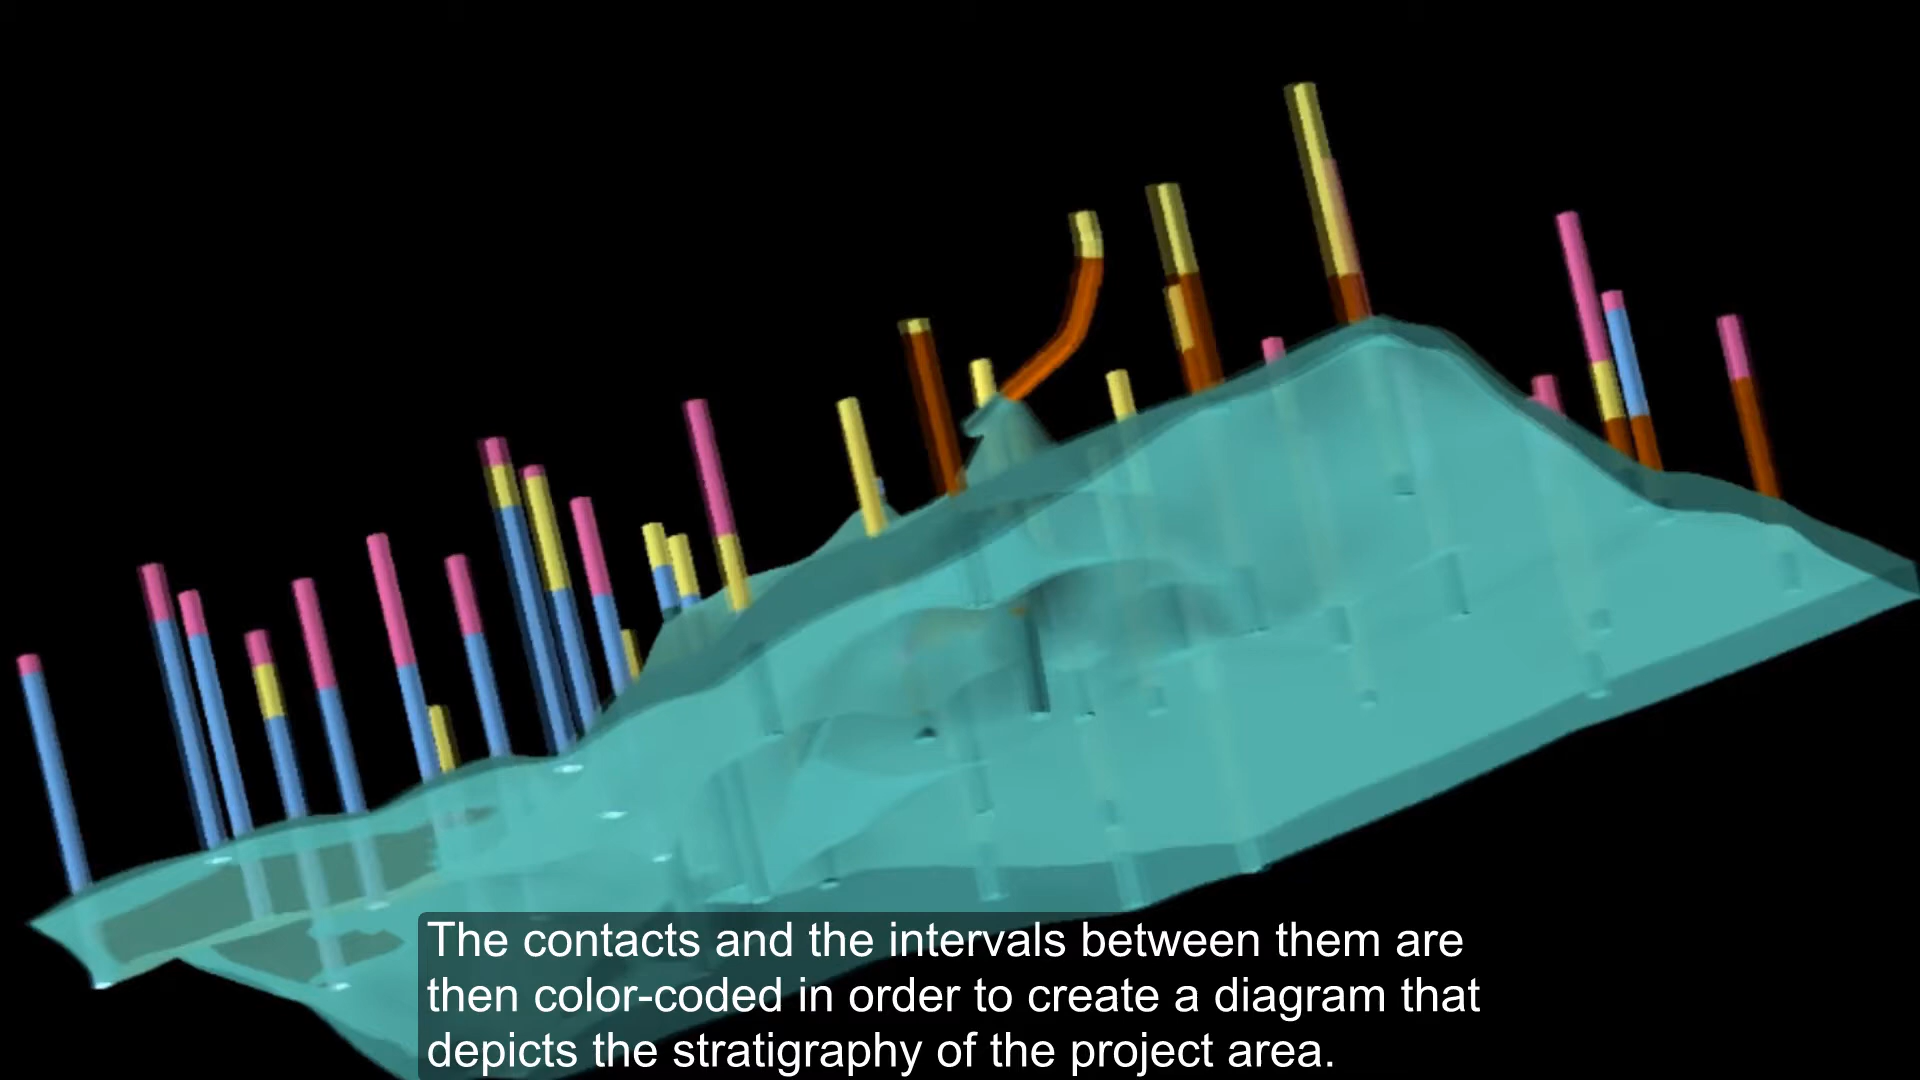 The contacts and the intervals between them are
then color-coded in order to create a diagram that
depicts the stratigraphy of the project area.